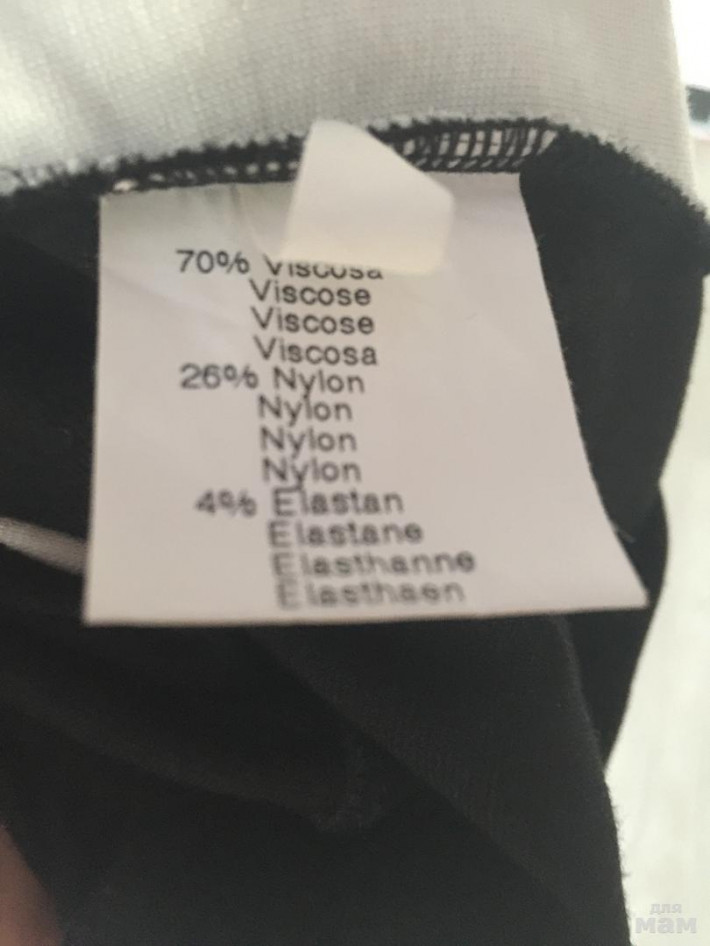 70% Viscosa
Viscose
Viscose
Viscosa
26% Nylon
Nylon
Nylon
Nylon
4% Elastan
Elastane
Elasthanne
Elasthaen
для
мам